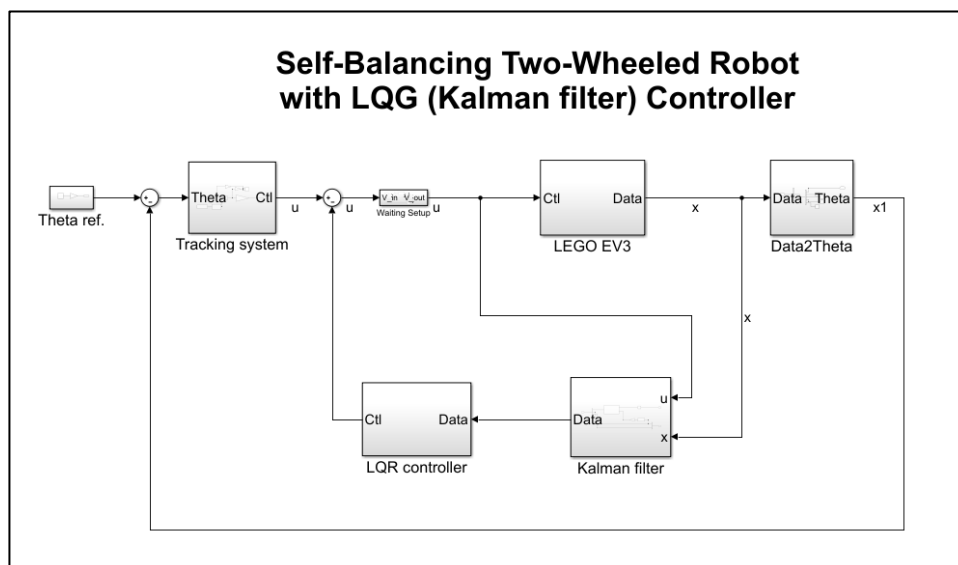 Self-Balancing Two-Wheeled Robot
with LQG (Kalman filter) Controller
Theta ref.
Theta Ctl
Tracking system
u
u
V_in V_out
Waiting Setup
u
Ctl Data
LEGO EV3
x
Data Theta
Data2Theta
x1
x
Ctl Data
LQR controller
Data u
x
Kalman filter